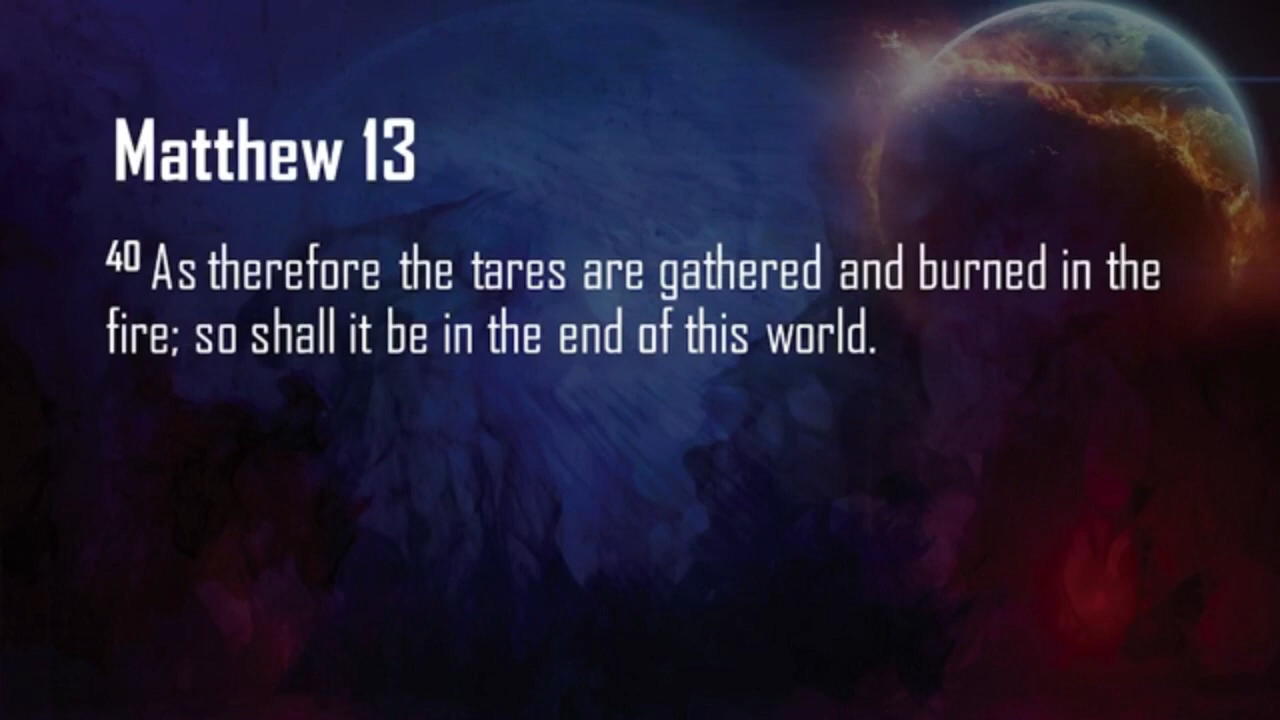 Matthew 13
40 As therefore the tares are gathered and burned in the
fire; so shall it be in the end of this world.